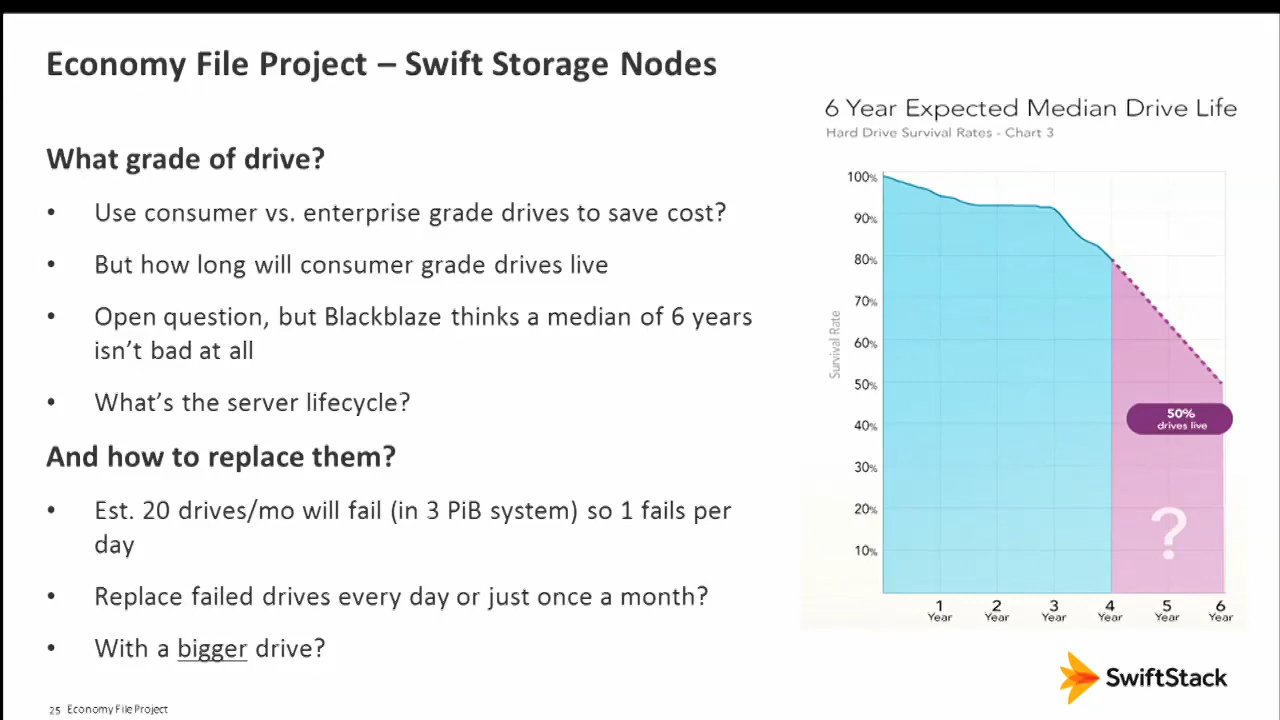 Economy File Project – Swift Storage Nodes
What grade of drive?
• Use consumer vs. enterprise grade drives to save cost?
• But how long will consumer grade drives live
• Open question, but Blackblaze thinks a median of 6 years
isn't bad at all
• What's the server lifecycle?
And how to replace them?
• Est. 20 drives/mo will fail (in 3 PiB system) so 1 fails per
day
• Replace failed drives every day or just once a month?
• With a bigger drive?
25 Economy File Project
6 Year Expected Median Drive Life
Hard Drive Survival Rates - Chart 3
Survival Rate
100%
90%
80%
70%
60%
50%
40%
30%
20%
10%
50%
drives live
?
1 2 3 4 5 6
Year Year Year Year Year Year
SwiftStack